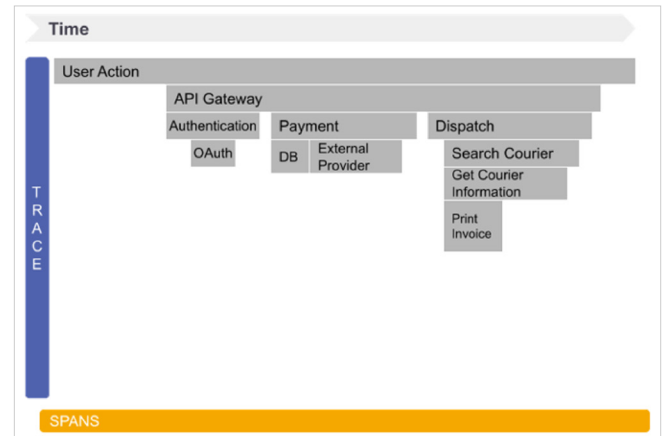 Time
User Action
API Gateway
Authentication
Payment
Dispatch
OAuth
DB
External
Provider
Search Courier
Get Courier
Information
Print
Invoice
TRACE
SPANS